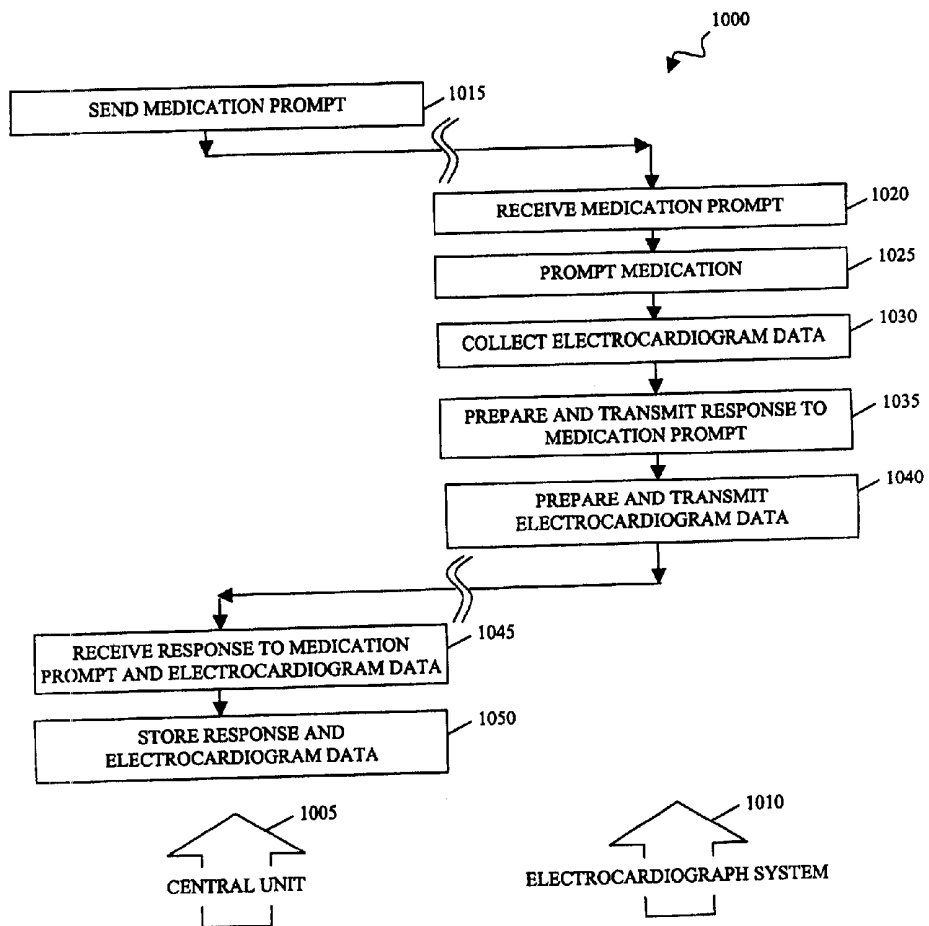 1000
SEND MEDICATION PROMPT
1015
RECEIVE MEDICATION PROMPT
1020
PROMPT MEDICATION
1025
COLLECT ELECTROCARDIOGRAM DATA
1030
PREPARE AND TRANSMIT RESPONSE TO
MEDICATION PROMPT
1035
PREPARE AND TRANSMIT
ELECTROCARDIOGRAM DATA
1040
RECEIVE RESPONSE TO MEDICATION
PROMPT AND ELECTROCARDIOGRAM DATA
1045
STORE RESPONSE AND
ELECTROCARDIOGRAM DATA
1050
1005
CENTRAL UNIT
1010
ELECTROCARDIOGRAPH SYSTEM